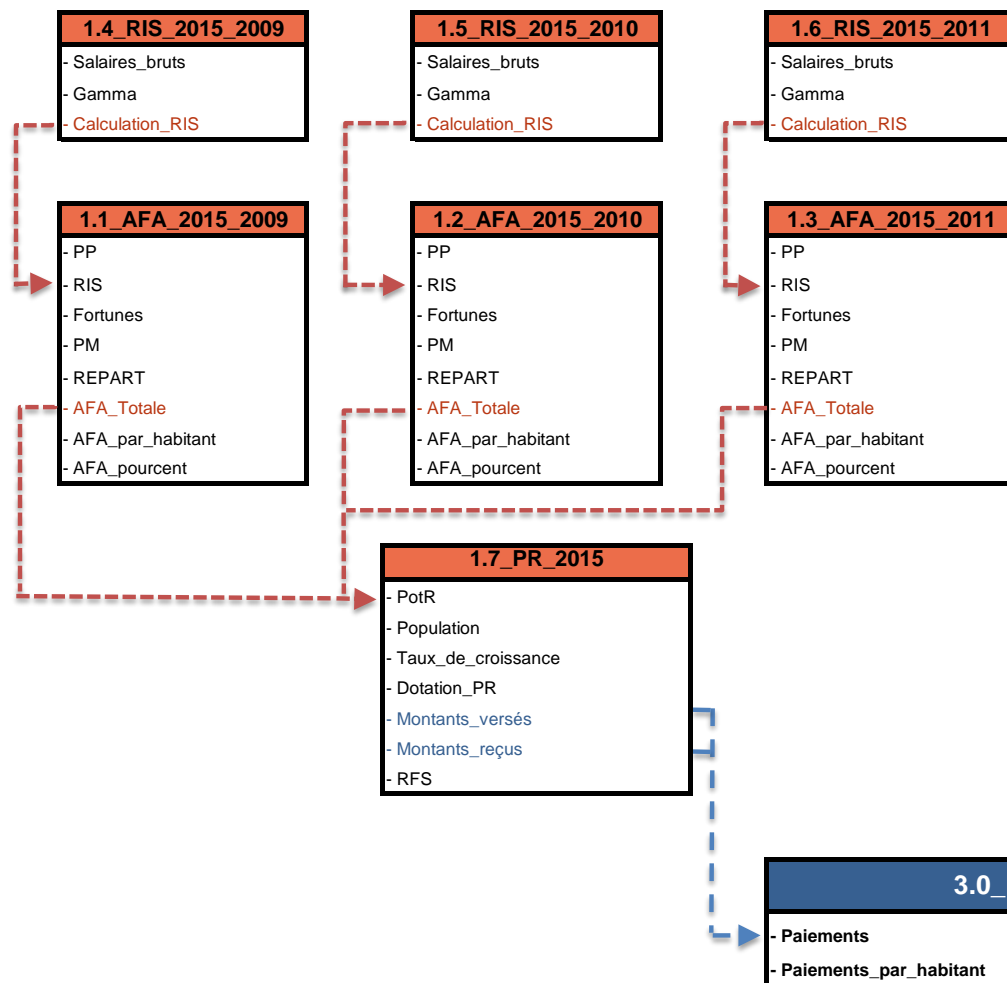 1.4_RIS_2015_2009
- Salaires_bruts
- Gamma
- Calculation_RIS
1.5_RIS_2015_2010
- Salaires_bruts
- Gamma
- Calculation_RIS
1.6_RIS_2015_2011
- Salaires_bruts
- Gamma
- Calculation_RIS
1.1_AFA_2015_2009
- PP
- RIS
- Fortunes
- PM
- REPART
- AFA_Totale
- AFA_par_habitant
- AFA_pourcent
1.2_AFA_2015_2010
- PP
- RIS
- Fortunes
- PM
- REPART
- AFA_Totale
- AFA_par_habitant
- AFA_pourcent
1.3_AFA_2015_2011
- PP
- RIS
- Fortunes
- PM
- REPART
- AFA_Totale
- AFA_par_habitant
- AFA_pourcent
1.7_PR_2015
- PotR
- Population
- Taux_de_croissance
- Dotation_PR
- Montants_versés
- Montants_reçus
- RFS
3.0_
- Paiements
- Paiements_par_habitant